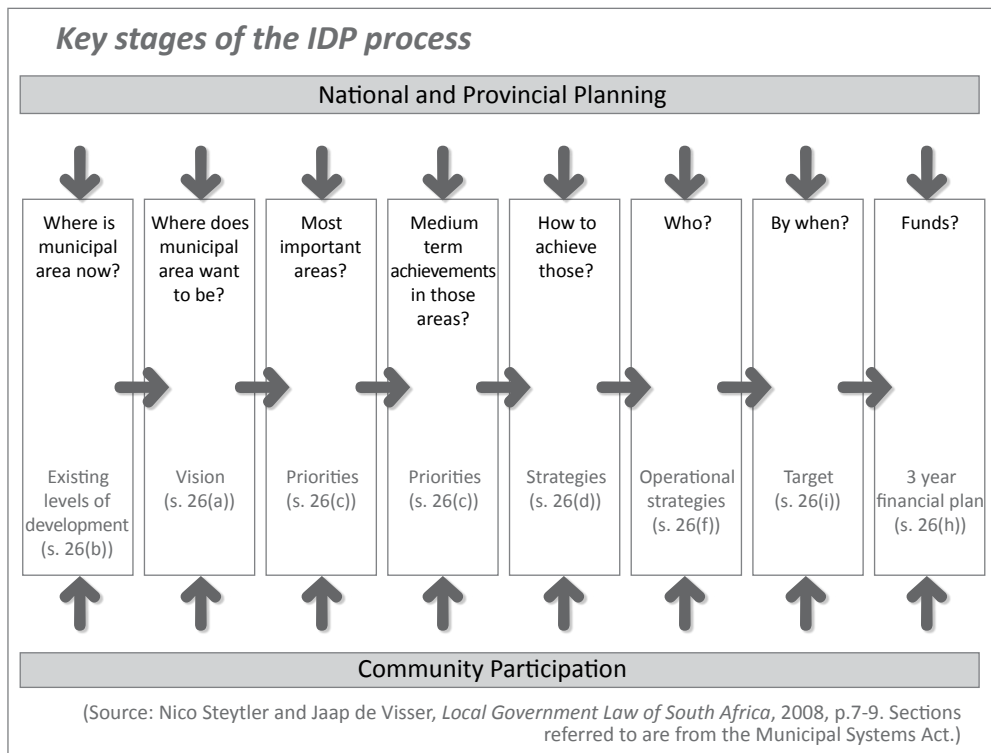 Key stages of the IDP process
National and Provincial Planning
Where is
municipal
area now?
Existing
levels of
development
(s. 26(b))
Where does
municipal
area want
to be?
Vision
(s. 26(a))
Most
important
areas?
Priorities
(s. 26(c))
Medium
term
achievements
in those
areas?
Priorities
(s. 26(c))
How to
achieve
those?
Strategies
(s. 26(d))
Who?
Operational
strategies
(s. 26(f))
By when?
Target
(s. 26(i))
Funds?
3 year
financial plan
(s. 26(h))
Community Participation
(Source: Nico Steytler and Jaap de Visser, Local Government Law of South Africa, 2008, p.7-9. Sections
referred to are from the Municipal Systems Act.)